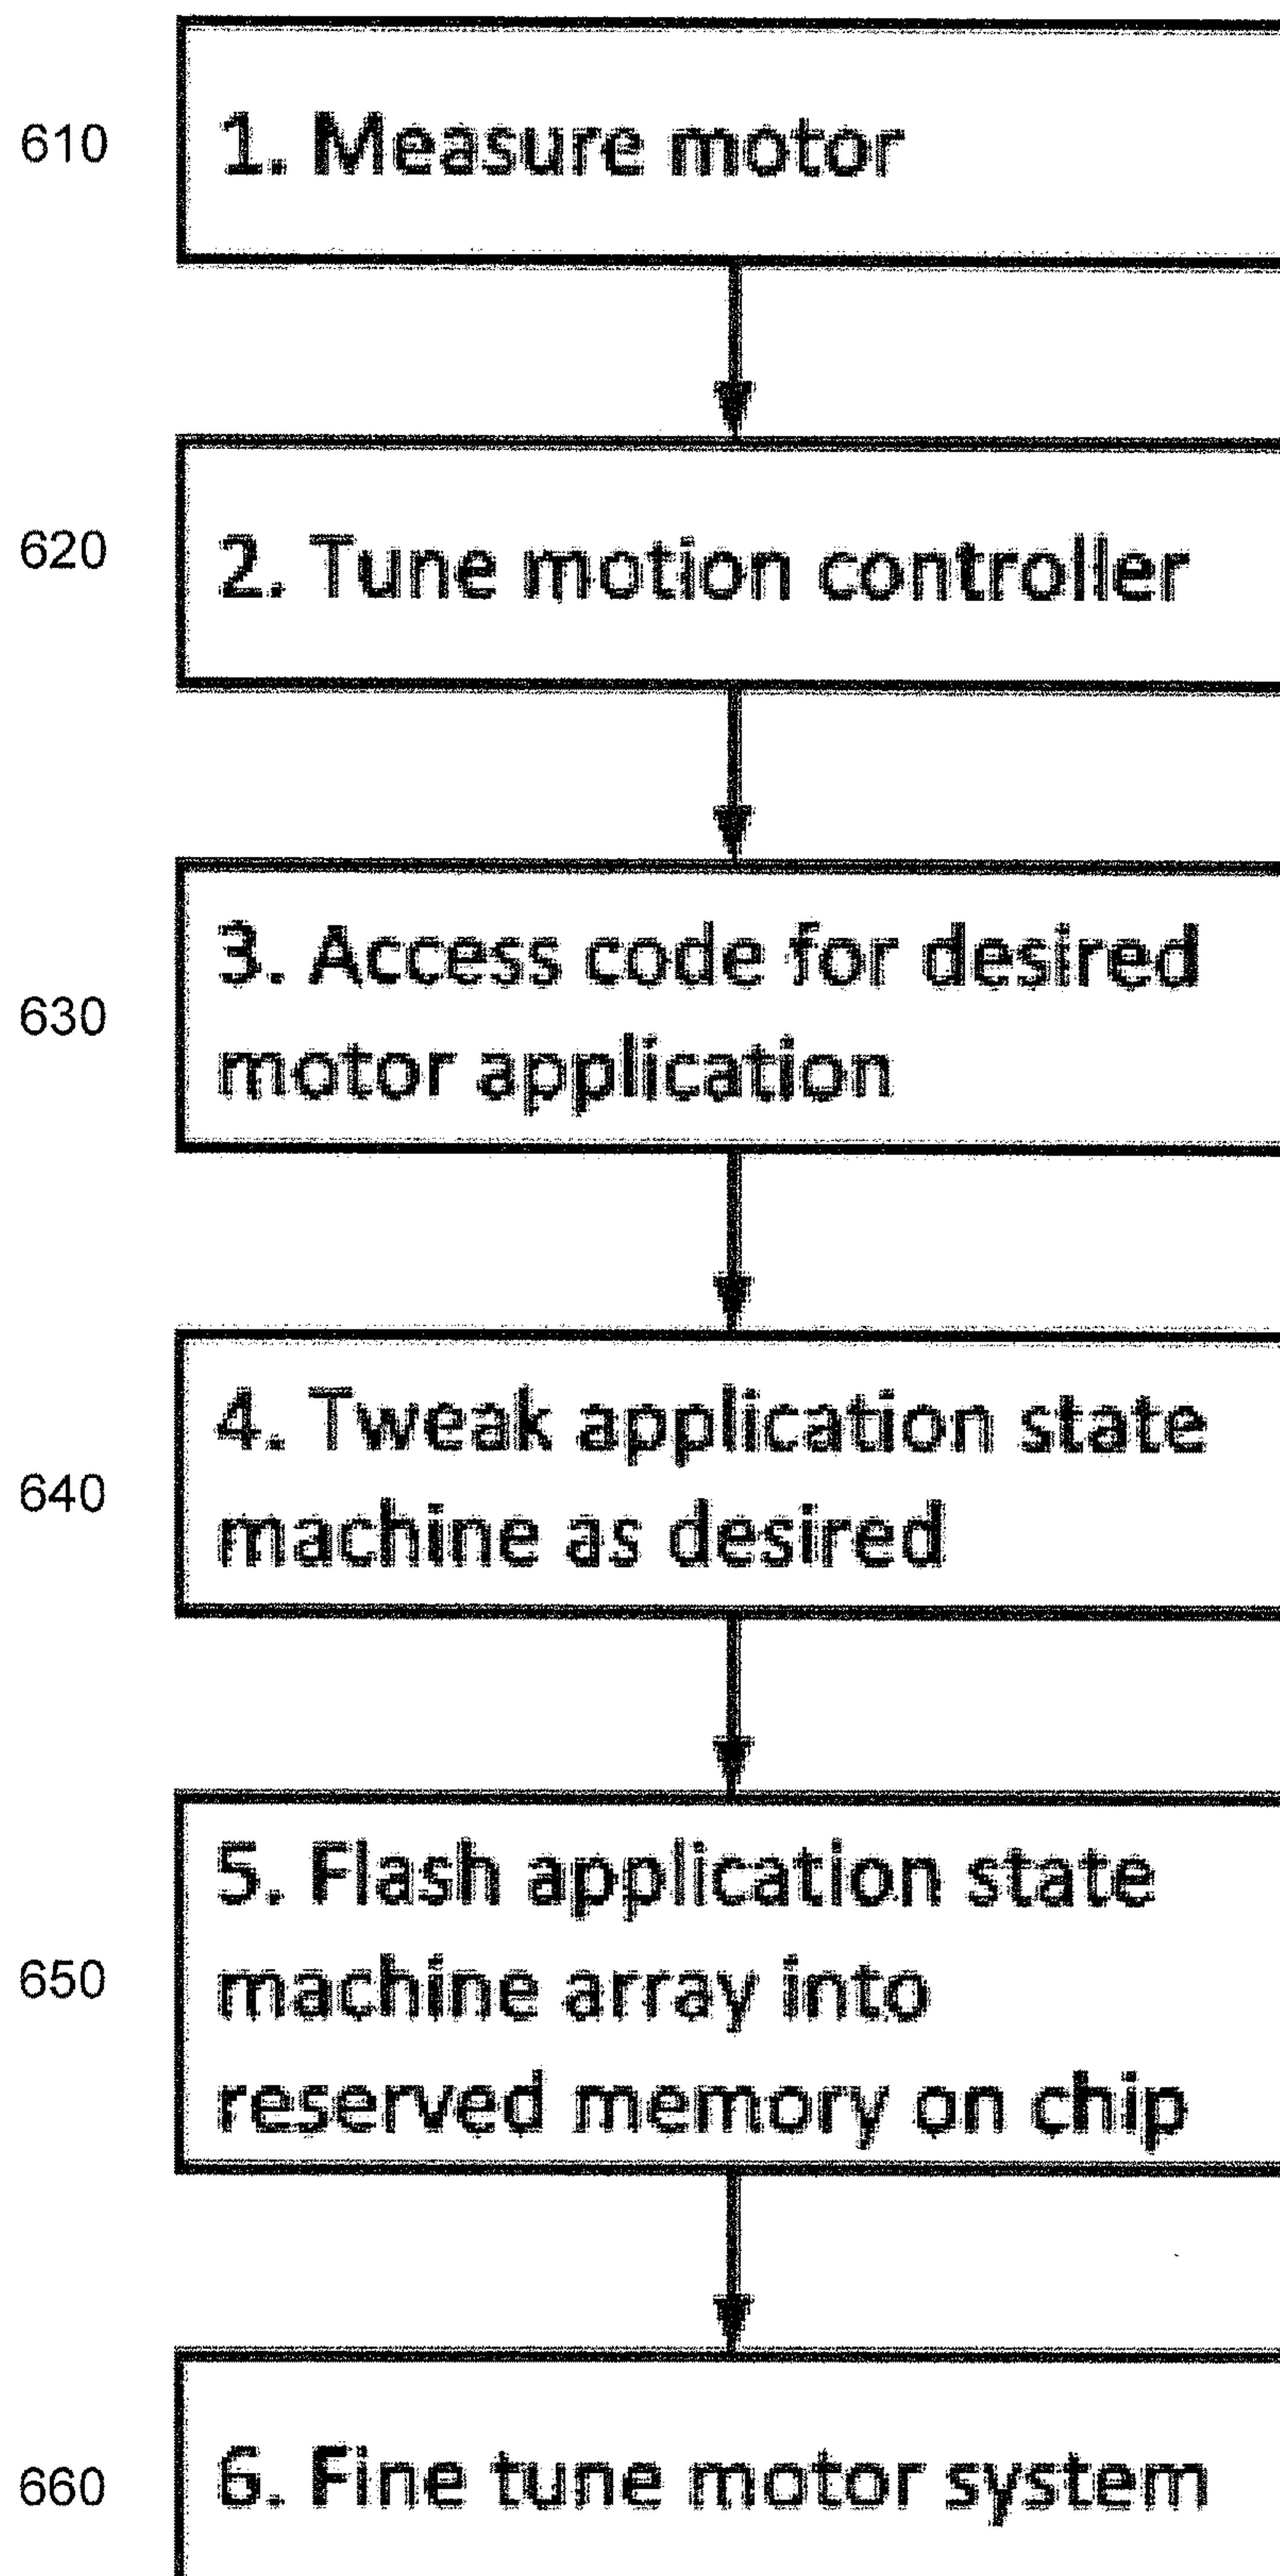 610
1. Measure motor
620
2. Tune motion controller
3. Access code for desired
630
motor application
4. Tweak application state
640
machine as desired
5. Flash application state
650
machine array into
reserved memory on chip
660
6. Fine tune motor system